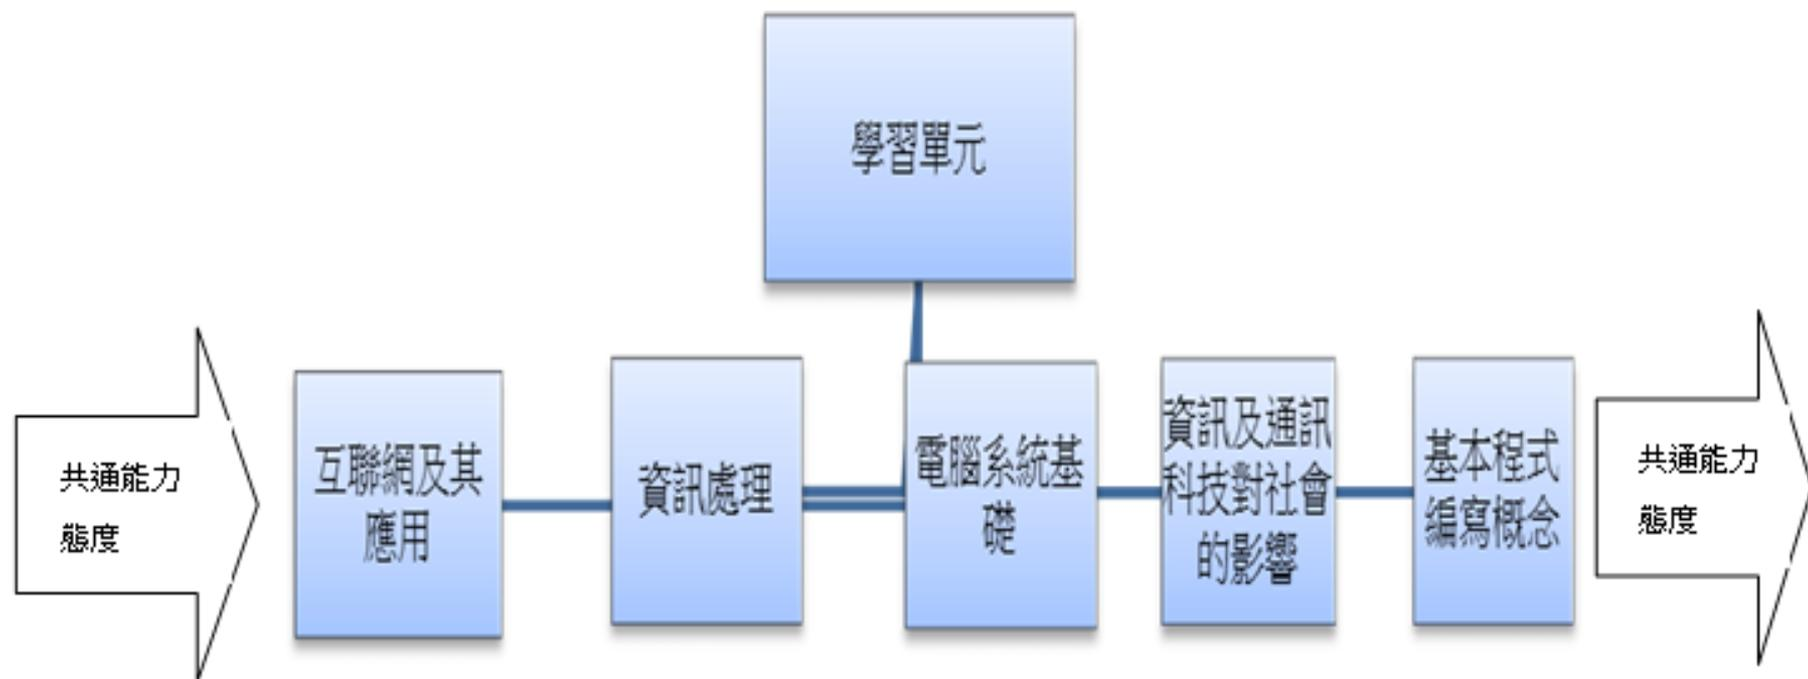 學習單元
共通能力
態度
互聯網及其
應用
資訊處理
電腦系統基
礎
資訊及通訊
科技對社會
的影響
基本程式
編寫概念
共通能力
態度